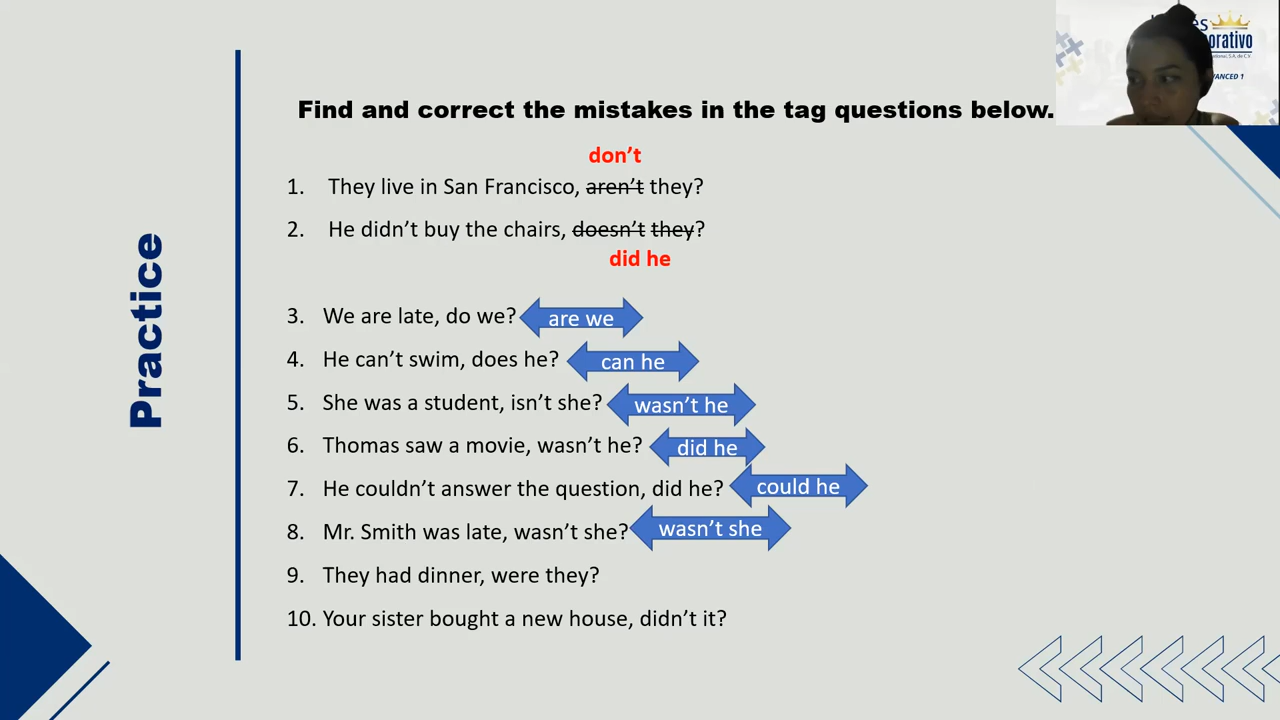 orativo
VANCED 1
Find and correct the mistakes in the tag questions below.
don't
1. They live in San Francisco, aren't they?
2. He didn't buy the chairs, doesn't they?
did he
Practice
3. We are late, do we? are we
4. He can't swim, does he? can he
5. She was a student, isn't she? wasn't he
6. Thomas saw a movie, wasn't he? did he
7. He couldn't answer the question, did he? could he
8. Mr. Smith was late, wasn't she? wasn't she
9. They had dinner, were they?
10. Your sister bought a new house, didn't it?